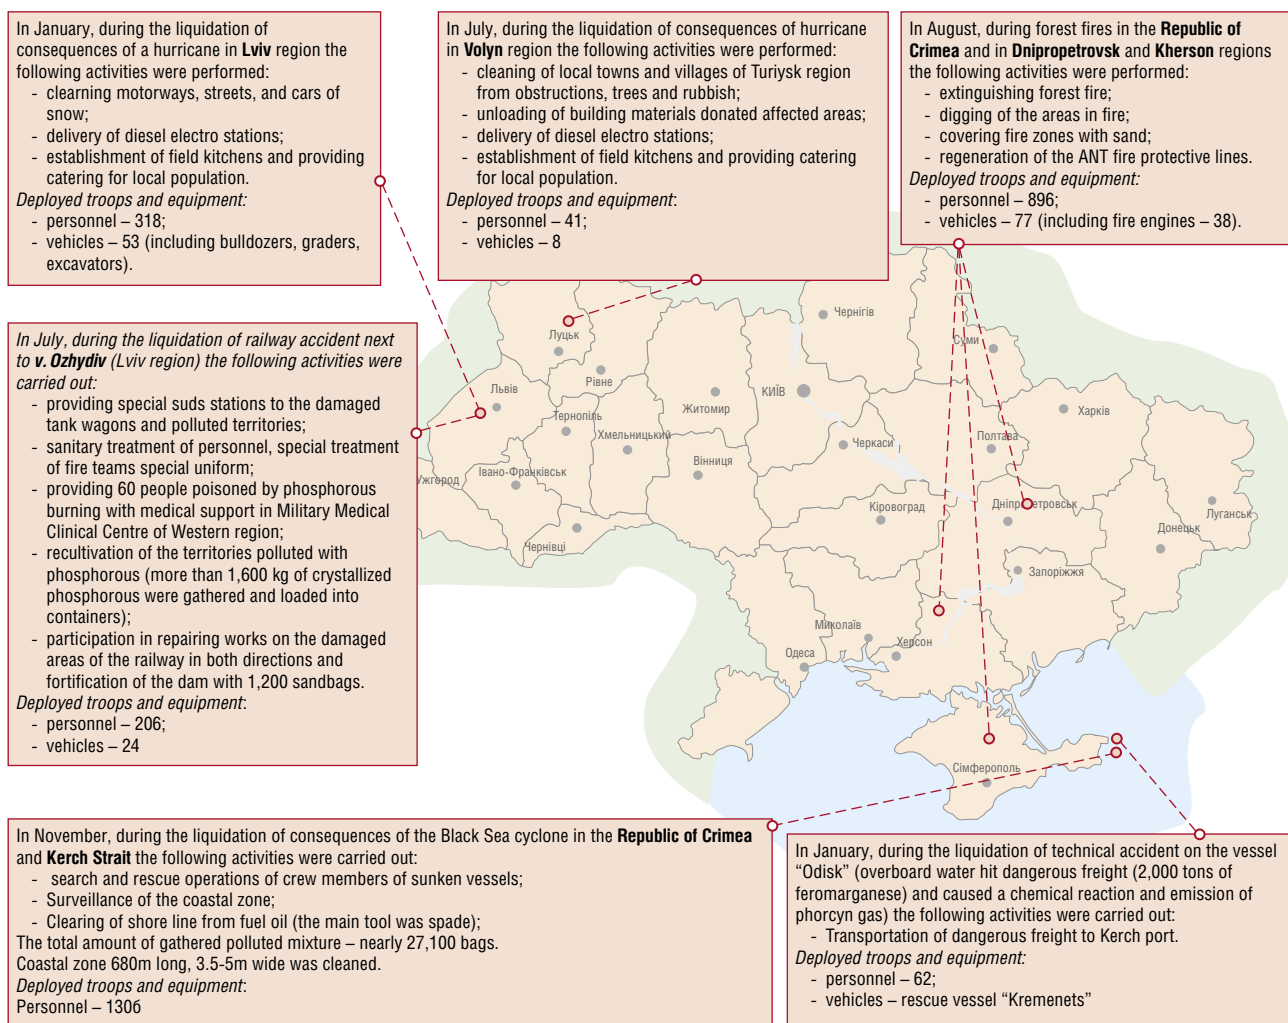 In January, during the liquidation of
consequences of a hurricane in Lviv region the
following activities were performed:
- clearning motorways, streets, and cars of
snow;
- delivery of diesel electro stations;
- establishment of field kitchens and providing
catering for local population.
Deployed troops and equipment:
- personnel – 318;
- vehicles – 53 (including bulldozers, graders,
excavators).
In July, during the liquidation of consequences of hurricane
in Volyn region the following activities were performed:
- cleaning of local towns and villages of Turiysk region
from obstructions, trees and rubbish;
- unloading of building materials donated affected areas;
- delivery of diesel electro stations;
- establishment of field kitchens and providing catering
for local population.
Deployed troops and equipment:
- personnel – 41;
- vehicles – 8
In August, during forest fires in the Republic of
Crimea and in Dnipropetrovsk and Kherson regions
the following activities were performed:
- extinguishing forest fire;
- digging of the areas in fire;
- covering fire zones with sand;
- regeneration of the ANT fire protective lines.
Deployed troops and equipment:
- personnel – 896;
- vehicles – 77 (including fire engines – 38).
In July, during the liquidation of railway accident next
to v. Ozhydiv (Lviv region) the following activities were
carried out:
- providing special suds stations to the damaged
tank wagons and polluted territories;
- sanitary treatment of personnel, special treatment
of fire teams special uniform;
- providing 60 people poisoned by phosphorous
burning with medical support in Military Medical
Clinical Centre of Western region;
- recultivation of the territories polluted with
phosphorous (more than 1,600 kg of crystallized
phosphorous were gathered and loaded into
containers);
- participation in repairing works on the damaged
areas of the railway in both directions and
fortification of the dam with 1,200 sandbags.
Deployed troops and equipment:
- personnel – 206;
- vehicles – 24
Луцьк
Рівне
Львів
Тернопіль
Хмельницький
Івано-Франківськ
Ужгород
Чернівці
Житомир
Вінниця
КИЇВ
Чернігів
Суми
Черкаси
Полтава
Харків
Кіровоград
Дніпропетровськ
Луганськ
Донецьк
Запоріжжя
Миколаїв
Херсон
Одеса
Сімферополь
In November, during the liquidation of consequences of the Black Sea cyclone in the Republic of Crimea
and Kerch Strait the following activities were carried out:
- search and rescue operations of crew members of sunken vessels;
- Surveillance of the coastal zone;
- Clearing of shore line from fuel oil (the main tool was spade);
The total amount of gathered polluted mixture – nearly 27,100 bags.
Coastal zone 680m long, 3.5-5m wide was cleaned.
Deployed troops and equipment:
Personnel – 130б
In January, during the liquidation of technical accident on the vessel
“Odisk” (overboard water hit dangerous freight (2,000 tons of
feromarganese) and caused a chemical reaction and emission of
phorcyn gas) the following activities were carried out:
- Transportation of dangerous freight to Kerch port.
Deployed troops and equipment:
- personnel – 62;
- vehicles – rescue vessel “Kremenets”